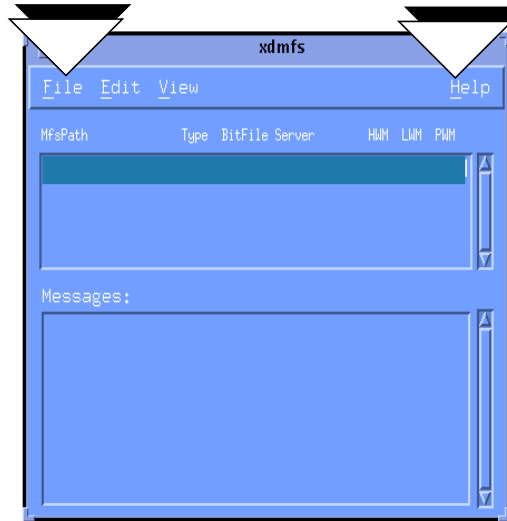 xdmfs
File Edit View Help
MfsPath Type BitFile Server HWM LWM PWM
Messages: